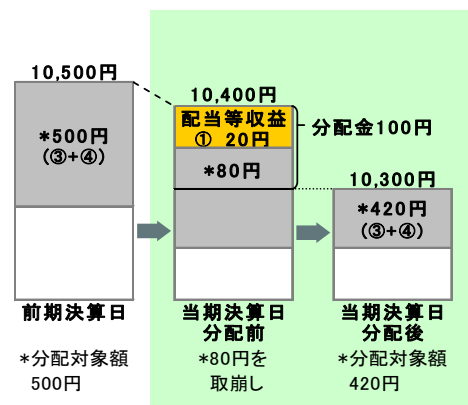 10,500円
*500円
(③+④)
前期決算日
*分配対象額
500円
10,400円
配当等収益
① 20円
*80円
分配金100円
当期決算日
分配前
*80円を
取崩し
10,300円
*420円
(③+④)
当期決算日
分配後
*分配対象額
420円